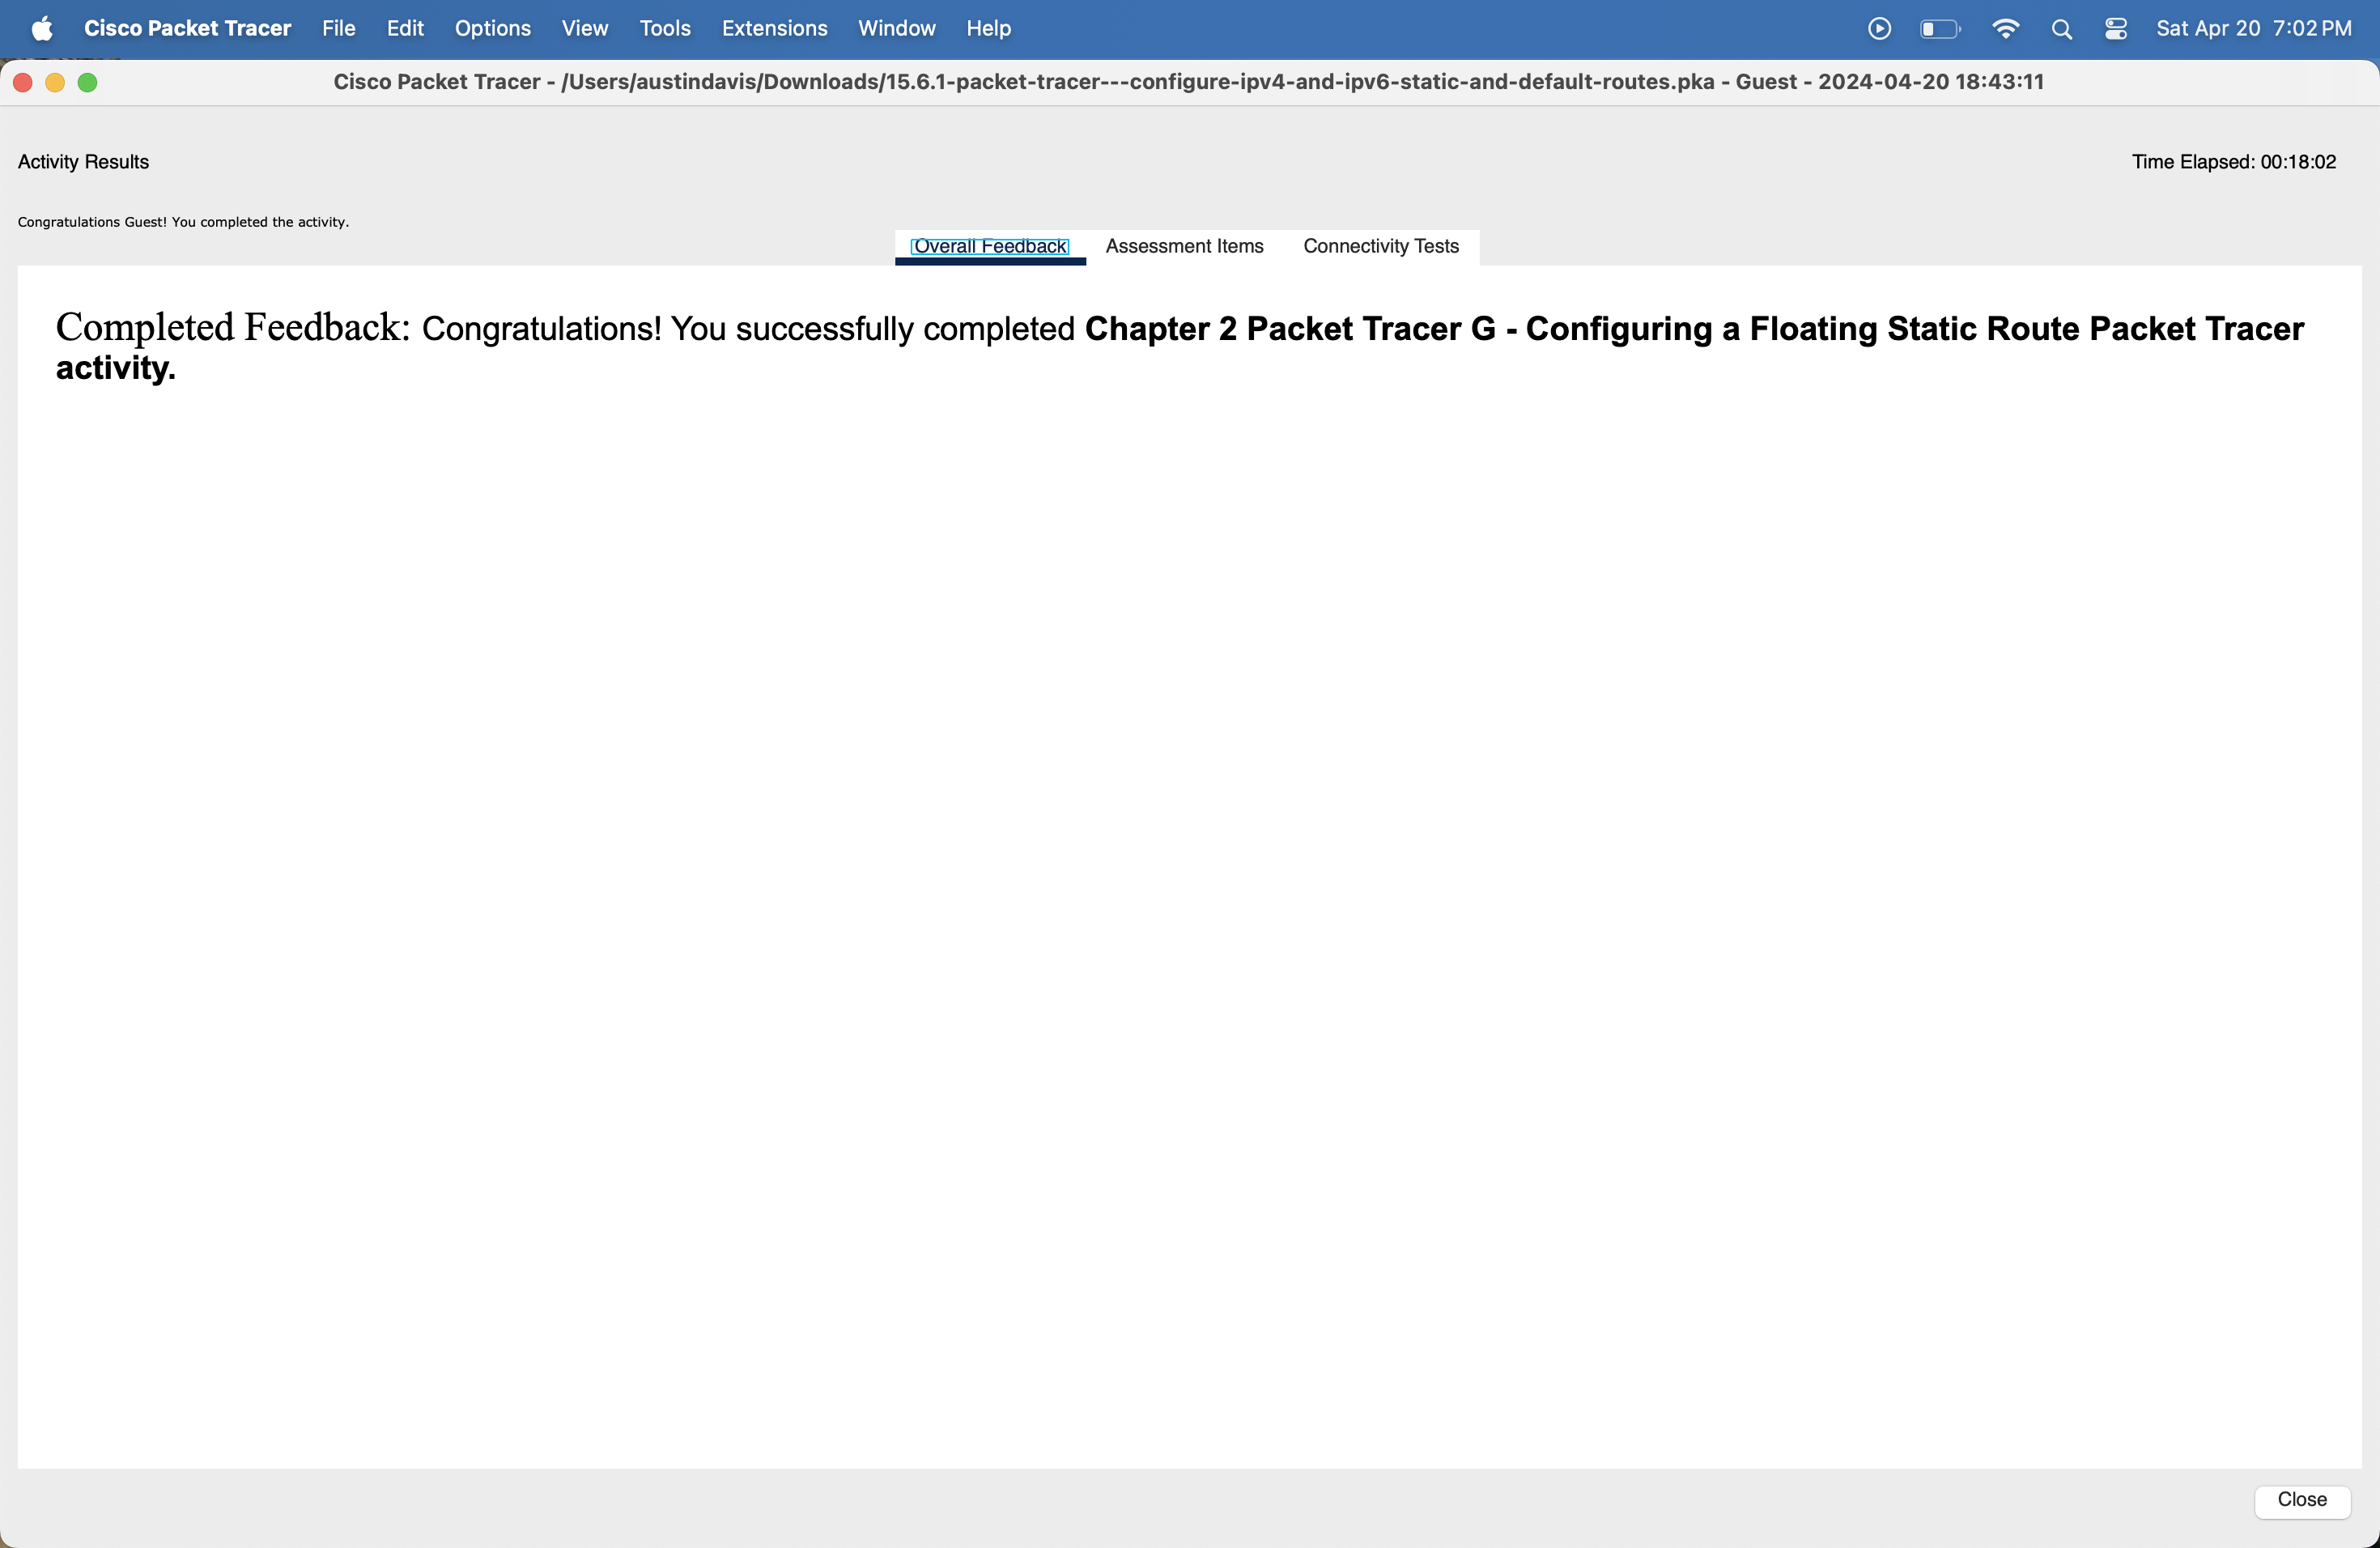 Cisco Packet Tracer File Edit Options View Tools Extensions Window Help Sat Apr 20 7:02 PM
Cisco Packet Tracer - /Users/austindavis/Downloads/15.6.1-packet-tracer---configure-ipv4-and-ipv6-static-and-default-routes.pka - Guest - 2024-04-20 18:43:11
Activity Results Time Elapsed: 00:18:02
Congratulations Guest! You completed the activity.
Overall Feedback Assessment Items Connectivity Tests
Completed Feedback: Congratulations! You successfully completed Chapter 2 Packet Tracer G - Configuring a Floating Static Route Packet Tracer
activity.
Close